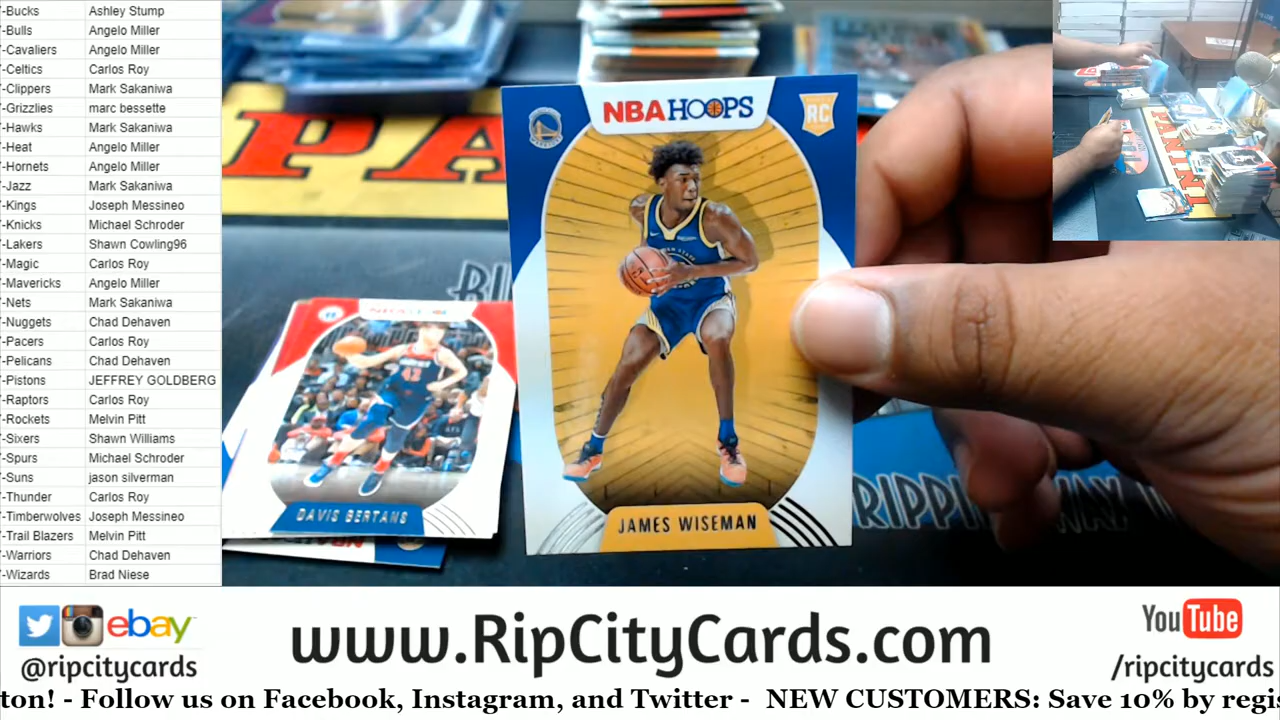 -Bucks Ashley Stump
-Bulls Angelo Miller
-Cavaliers Angelo Miller
-Celtics Carlos Roy
-Clippers Mark Sakaniwa
-Grizzlies marc bessette
-Hawks Mark Sakaniwa
-Heat Angelo Miller
-Hornets Angelo Miller
-Jazz Mark Sakaniwa
-Kings Joseph Messineo
-Knicks Michael Schroder
-Lakers Shawn Cowling96
-Magic Carlos Roy
-Mavericks Angelo Miller
-Nets Mark Sakaniwa
-Nuggets Chad Dehaven
-Pacers Carlos Roy
-Pelicans Chad Dehaven
-Pistons JEFFREY GOLDBERG
-Raptors Carlos Roy
-Rockets Melvin Pitt
-Sixers Shawn Williams
-Spurs Michael Schroder
-Suns jason silverman
-Thunder Carlos Roy
-Timberwolves Joseph Messineo
-Trail Blazers Melvin Pitt
-Warriors Chad Dehaven
-Wizards Brad Niese
PA
PANINI
NBA HOOPS
RC
JAMES WISEMAN
42
DAVIS BERTANS
RIPPIN
WAY
ebay
@ripcitycards
www.RipCityCards.com
YouTube
/ripcitycards
ton! - Follow us on Facebook, Instagram, and Twitter - NEW CUSTOMERS: Save 10% by regis